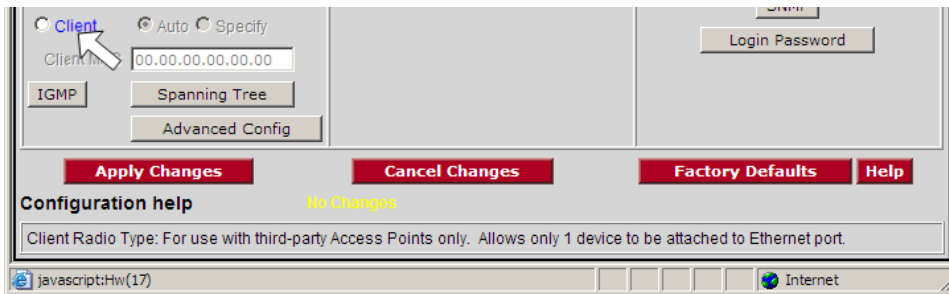 SNMP
Client Auto Specify
Login Password
Client 00.00.00.00.00.00
IGMP Spanning Tree
Advanced Config
Apply Changes Cancel Changes Factory Defaults Help
Configuration help No Changes
Client Radio Type: For use with third-party Access Points only. Allows only 1 device to be attached to Ethernet port.
javascript:Hw(17) Internet